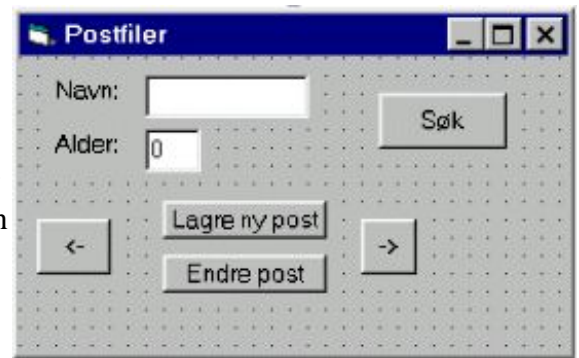 Postfiler
Navn:
Søk
Alder: 0
n
<-
Lagre ny post
->
Endre post